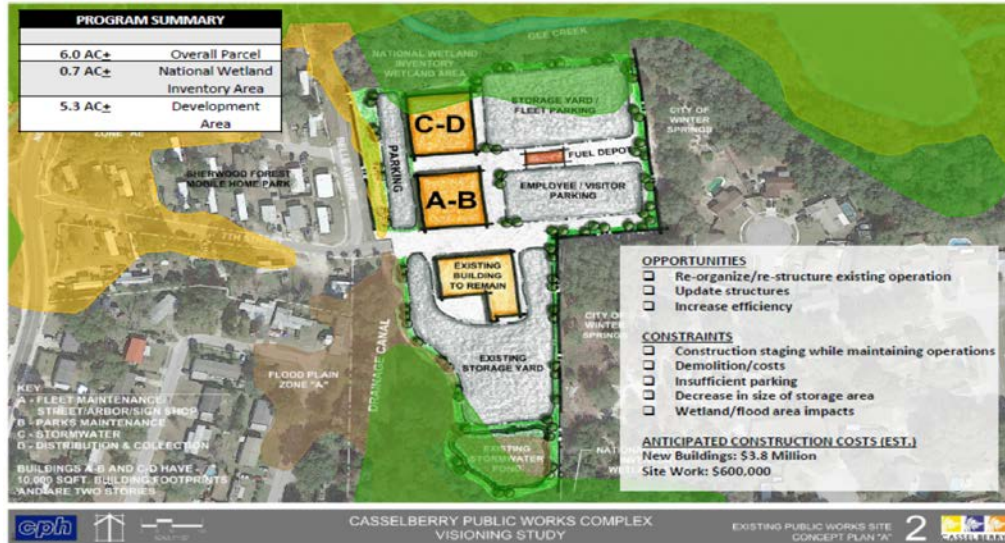 PROGRAM SUMMARY
6.0 AC± Overall Parcel
0.7 AC± National Wetland
Inventory Area
5.3 AC± Development
Area
NATIONAL WETLAND
INVENTORY
WETLAND AREA
GEE CREEK
ZONE "AE"
SHERWOOD FOREST
MOBILE HOME PARK
7TH
PARKING
C-D
A-B
STORAGE YARD /
FLEET PARKING
FUEL DEPOT
EMPLOYEE / VISITOR
PARKING
CITY OF
WINTER
SPRINGS
EXISTING
BUILDING
TO REMAIN
CITY OF
WINTER
SPRINGS
EXISTING
STORAGE YARD
FLOOD PLAIN
ZONE "A"
DRAINAGE CANAL
EXISTING
STORMWATER
POND
KEY
A - FLEET MAINTENANCE/
STREET/ARBOR/SIGN SHOP
B - PARKS MAINTENANCE
C - STORMWATER
D - DISTRIBUTION & COLLECTION
BUILDINGS A-B AND C-D HAVE
10,000 SQFT. BUILDING FOOTPRINTS
AND ARE TWO STORIES
OPPORTUNITIES
❑ Re-organize/re-structure existing operation
❑ Update structures
❑ Increase efficiency
CONSTRAINTS
❑ Construction staging while maintaining operations
❑ Demolition/costs
❑ Insufficient parking
❑ Decrease in size of storage area
❑ Wetland/flood area impacts
ANTICIPATED CONSTRUCTION COSTS (EST.)
New Buildings: $3.8 Million
Site Work: $600,000
cph
CASSELBERRY PUBLIC WORKS COMPLEX
VISIONING STUDY
EXISTING PUBLIC WORKS SITE
CONCEPT PLAN "A"
2
CASSELBERRY